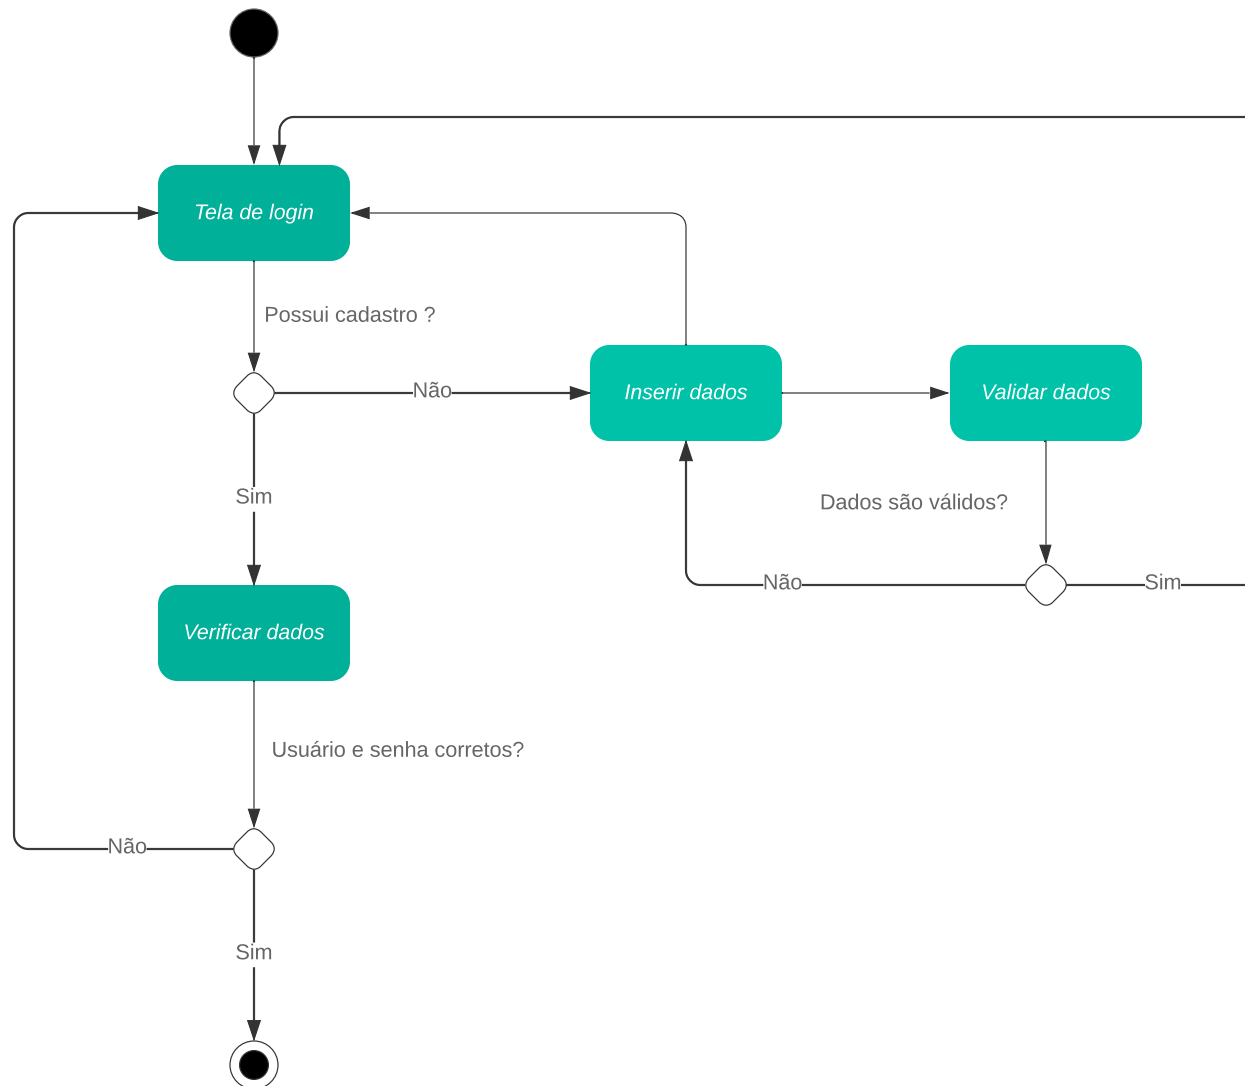 Tela de login
Possui cadastro ?
Não
Inserir dados
Validar dados
Sim
Dados são válidos?
Não
Sim
Verificar dados
Usuário e senha corretos?
Não
Sim